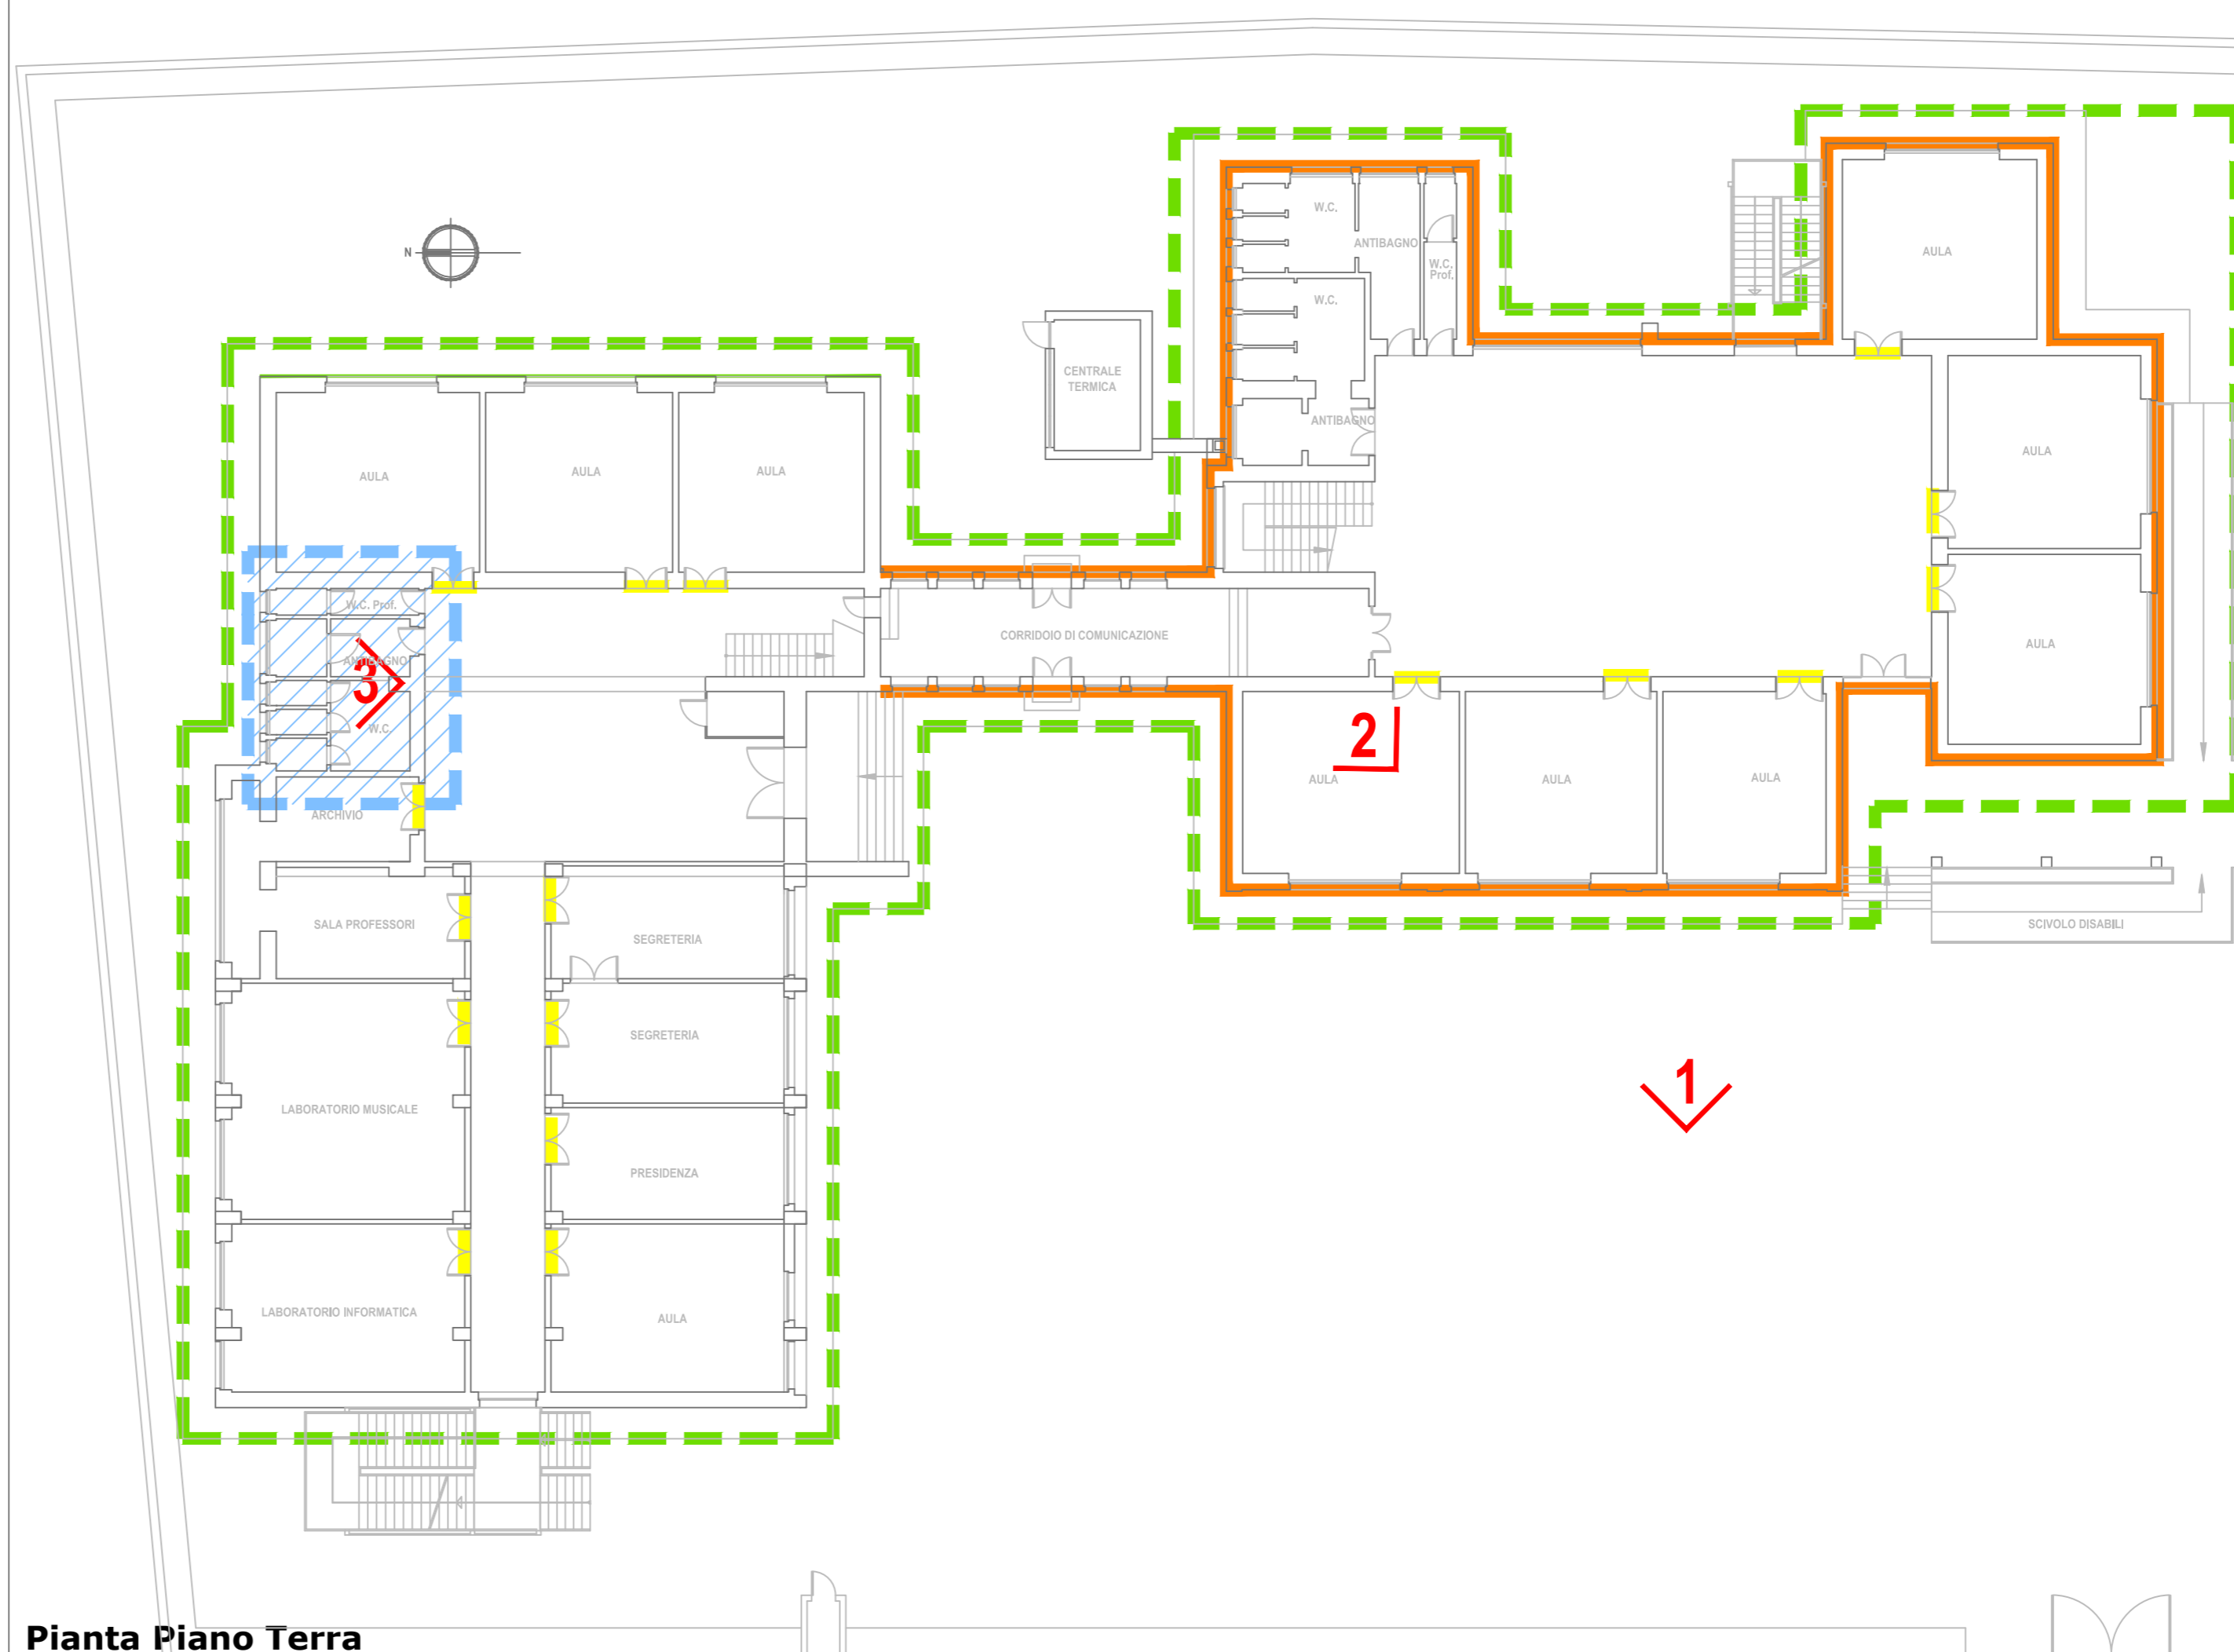 W.C.
ANTIBAGNO
AULA
N
W.C.
Prof.
W.C.
CENTRALE
TERMICA
ANTIBAGNO
AULA
AULA
AULA
AULA
W.C. Prof.
CORRIDOIO DI COMUNICAZIONE
AULA
ANTIBAGNO
3
W.C.
2
AULA
AULA
AULA
ARCHIVIO
SALA PROFESSORI
SEGRETERIA
SCIVOLO DISABILI
SEGRETERIA
1
LABORATORIO MUSICALE
PRESIDENZA
LABORATORIO INFORMATICA
AULA
Pianta Piano Terra